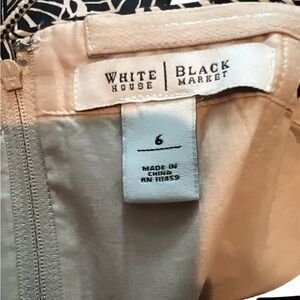 WHITE | BLACK
HOUSE | MARKET
6
MADE IN
CHINA
RN 111459